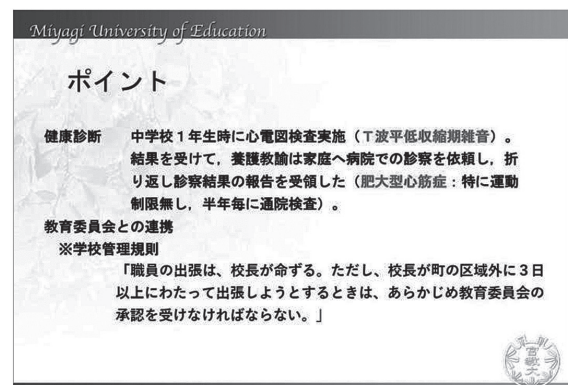 Miyagi University of Education
ポイント
健康診断 中学校１年生時に心電図検査実施（Ｔ波平低収縮期雑音）。
結果を受けて，養護教諭は家庭へ病院での診察を依頼し，折
り返し診察結果の報告を受領した（肥大型心筋症：特に運動
制限無し，半年毎に通院検査）。
教育委員会との連携
※学校管理規則
「職員の出張は、校長が命ずる。ただし、校長が町の区域外に３日
以上にわたって出張しようとするときは、あらかじめ教育委員会の
承認を受けなければならない。」
宮教大